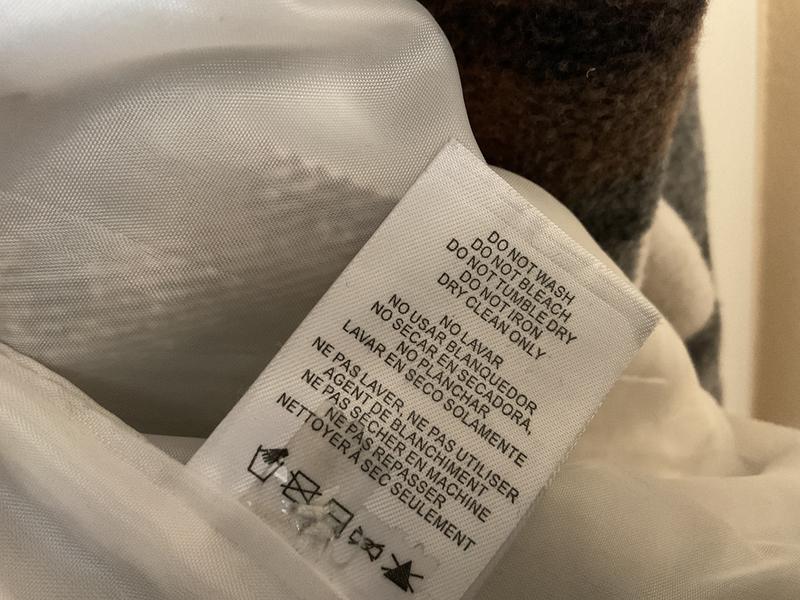 DO NOT WASH
DO NOT BLEACH
DO NOT TUMBLE DRY
DO NOT IRON
DRY CLEAN ONLY
NO LAVAR
NO USAR BLANQUEDOR
NO SECAR EN SECADORA,
NO PLANCHAR
LAVAR EN SECO SOLAMENTE
NE PAS LAVER, NE PAS UTILISER
AGENT DE BLANCHIMENT
NE PAS SÉCHER EN MACHINE
NE PAS REPASSER
NETTOYER À SEC SEULEMENT